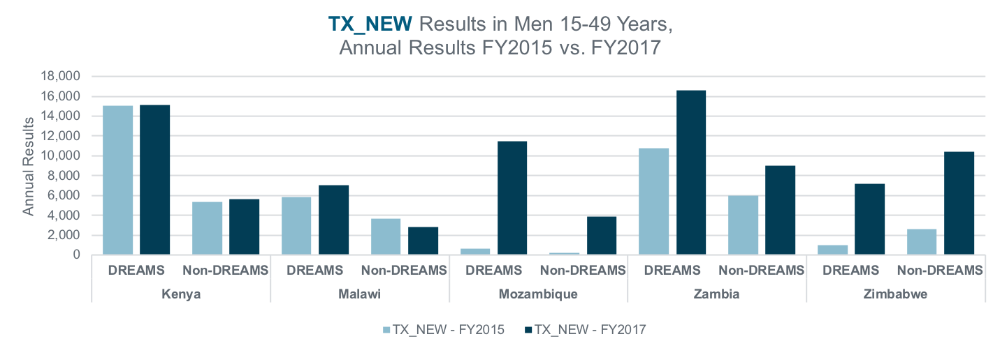 TX_NEW Results in Men 15-49 Years,
Annual Results FY2015 vs. FY2017
Annual Results
18,000
16,000
14,000
12,000
10,000
8,000
6,000
4,000
2,000
0
DREAMS Non-DREAMS DREAMS Non-DREAMS DREAMS Non-DREAMS DREAMS Non-DREAMS DREAMS Non-DREAMS
Kenya Malawi Mozambique Zambia Zimbabwe
TX_NEW - FY2015 TX_NEW - FY2017